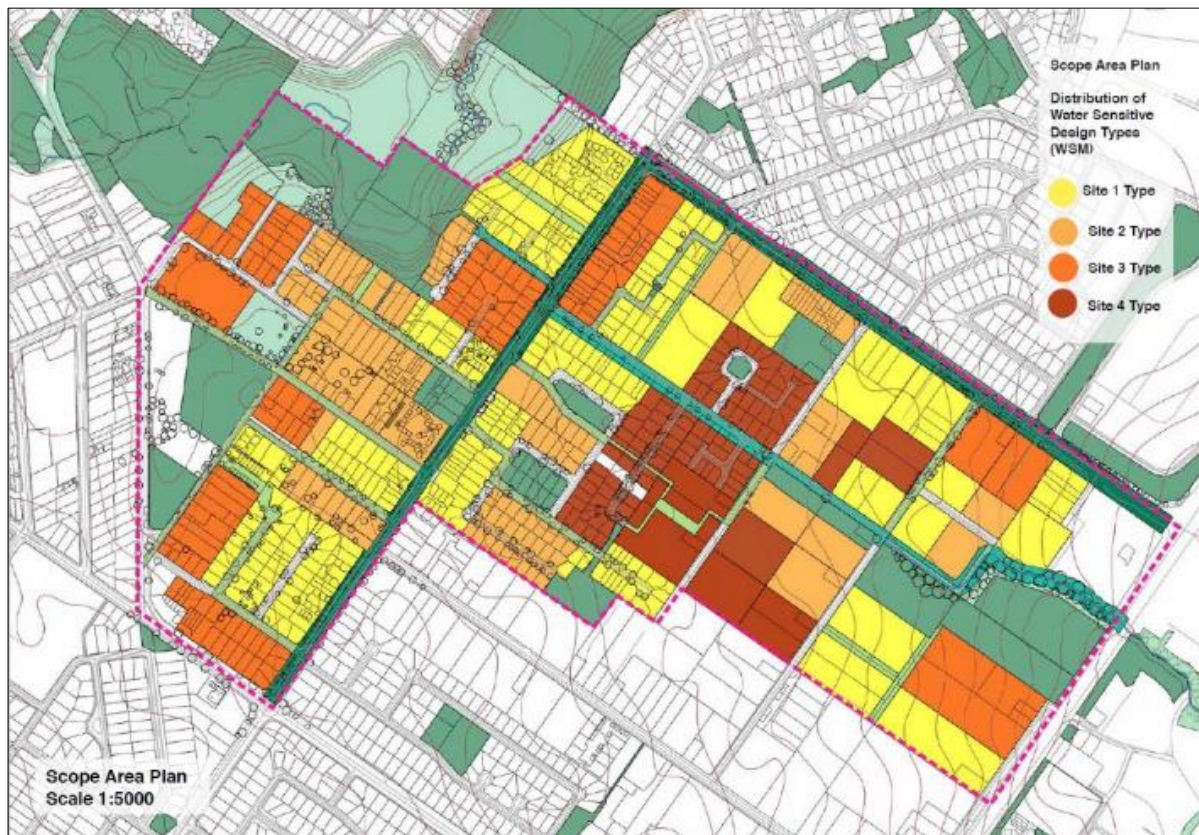 Scope Area Plan
Distribution of
Water Sensitive
Design Types
(WSM)
Site 1 Type
Site 2 Type
Site 3 Type
Site 4 Type
Scope Area Plan
Scale 1:5000